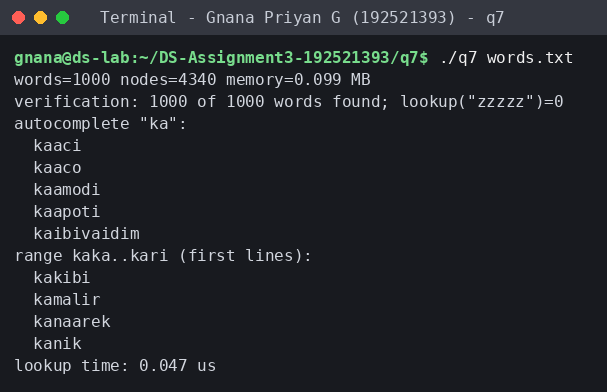 Terminal - Gnana Priyan G (192521393) - q7
gnana@ds-lab:~/DS-Assignment3-192521393/q7$ ./q7 words.txt
words=1000 nodes=4340 memory=0.099 MB
verification: 1000 of 1000 words found; lookup("zzzzz")=0
autocomplete "ka":
  kaaci
  kaaco
  kaamodi
  kaapoti
  kaibivaidim
range kaka..kari (first lines):
  kakibi
  kamalir
  kanaarek
  kanik
lookup time: 0.047 us